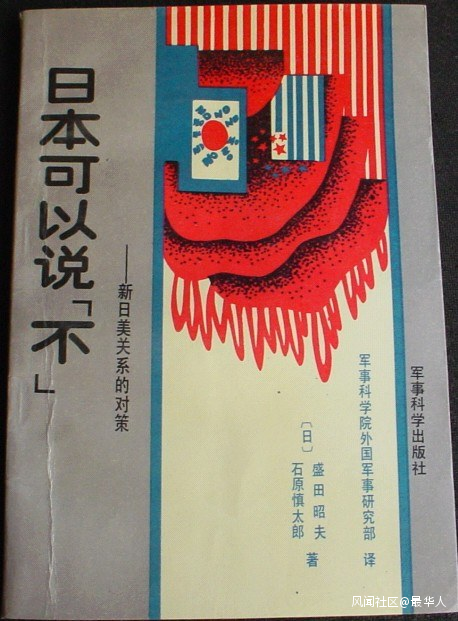 日本可以说「不」
——新日美关系的对策
军事科学出版社
军事科学院外国军事研究部 译
〔日〕 盛田昭夫
石原慎太郎 著
风闻社区@最华人